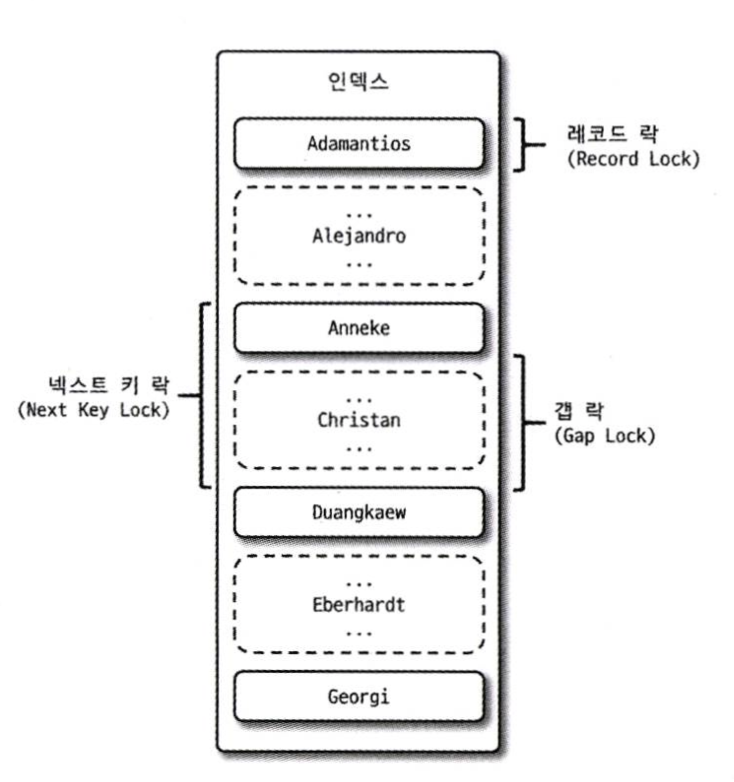 인덱스
Adamantios
레코드 락
(Record Lock)
...
Alejandro
...
Anneke
넥스트 키 락
(Next Key Lock)
...
Christan
...
갭 락
(Gap Lock)
Duangkaew
...
Eberhardt
...
Georgi